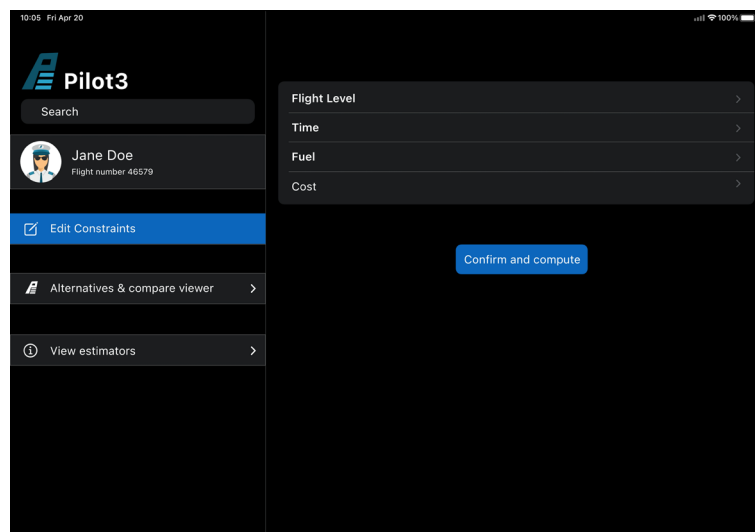 10:05 Fri Apr 20
100%
Pilot3
Search
Jane Doe
Flight number 46579
Edit Constraints
Alternatives & compare viewer
View estimators
Flight Level
Time
Fuel
Cost
Confirm and compute